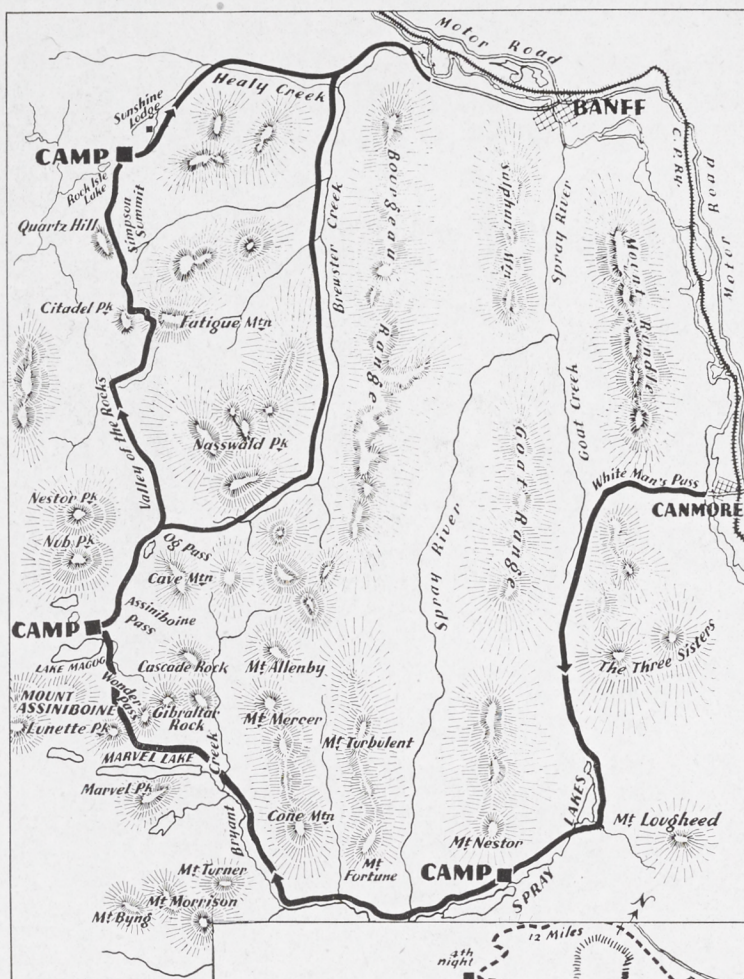 Motor Road
Healy Creek
BANFF
Sunshine
Lodge
CAMP
Rock Isle
Lake
Simpson
Summit
Quartz Hill
Brewster Creek
Bourgeau
Range
Sulphur Mtn
Spray River
C.P.Ry.
Motor Road
Mount Rundle
Citadel Pk
Fatigue Mtn
Valley of the Rocks
Nasswald Pk
Goat Creek
White Man's Pass
CANMORE
Goat Range
Spray River
Nestor Pk
Nub Pk
Og Pass
Cave Mtn
Assiniboine
Pass
CAMP
LAKE MAGOG
Cascade Rock
Mt Allenby
The Three Sisters
MOUNT
ASSINIBOINE
Wonder
Pass
Lunette Pk
Gibraltar
Rock
Mt Mercer
Mt Turbulent
MARVEL LAKE
Marvel Pk
Bryant Creek
Cone Mtn
Mt
Fortune
Mt Nestor
Mt Lougheed
CAMP
SPRAY LAKES
Mt Turner
Mt Morrison
Mt Byng
N
12 Miles
4th
night